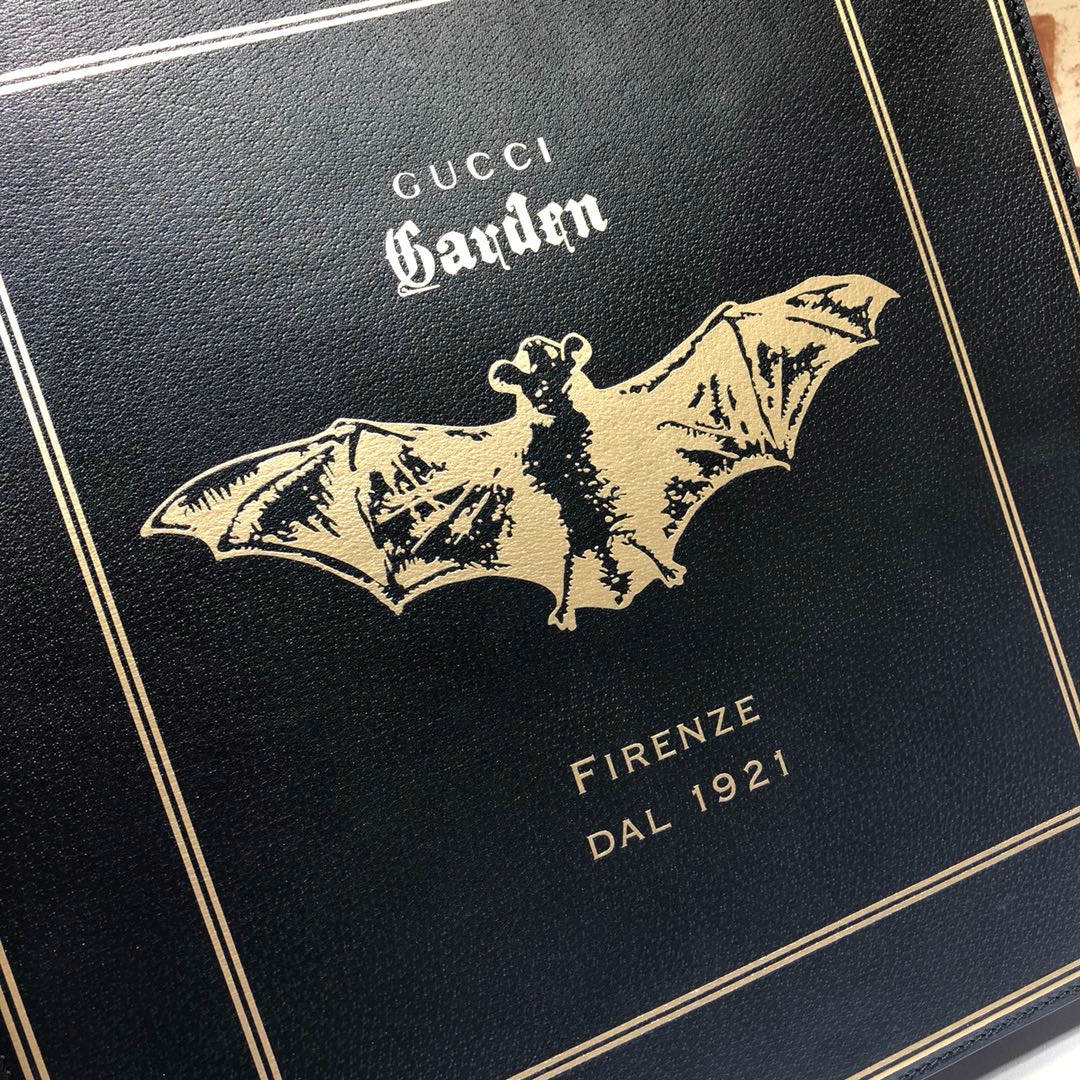 GUCCI
Garden
FIRENZE
DAL 1921